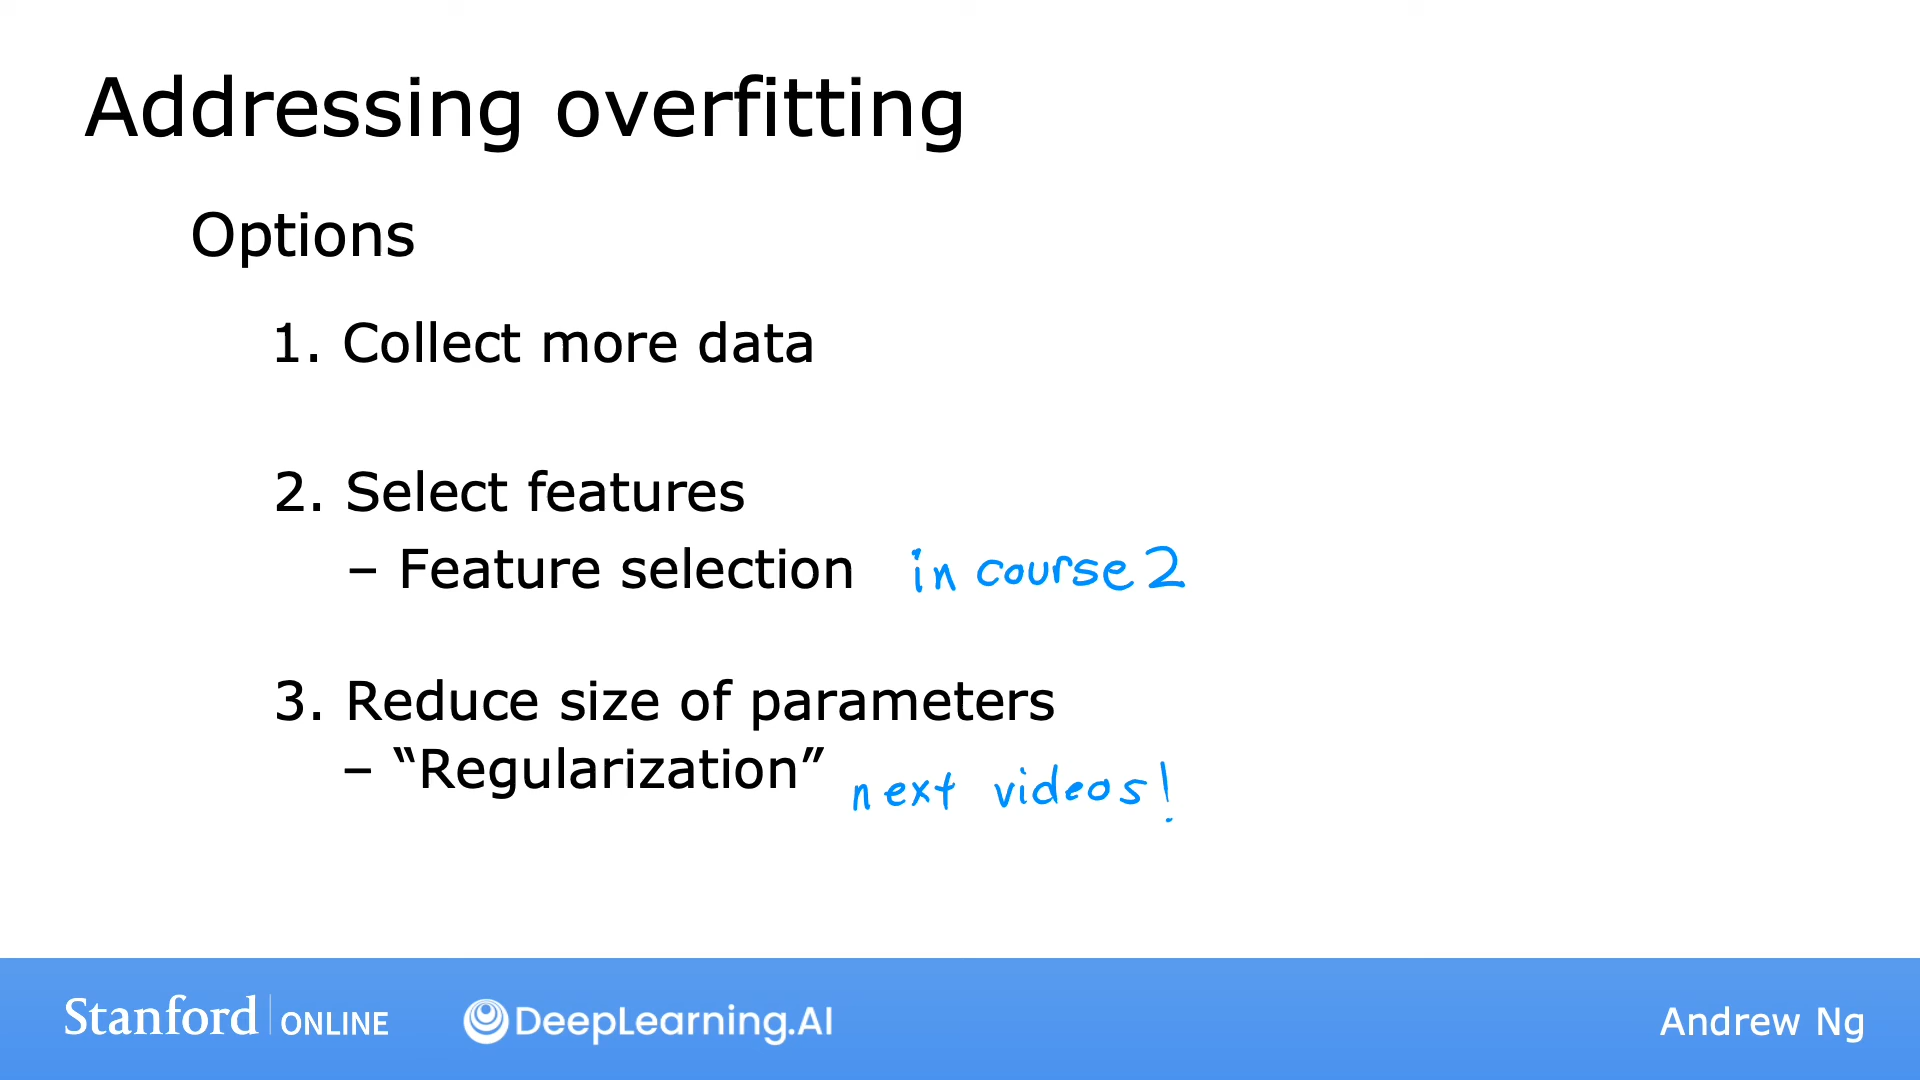 Addressing overfitting
Options
1. Collect more data
2. Select features
– Feature selection in course 2
3. Reduce size of parameters
– “Regularization” next videos!
Stanford | ONLINE DeepLearning.AI Andrew Ng